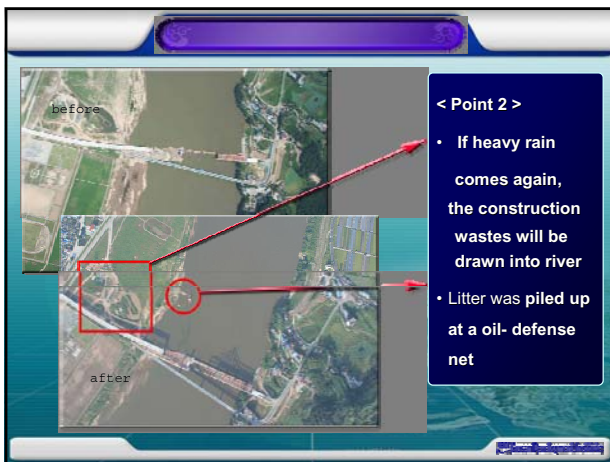 before
after
< Point 2 >
• If heavy rain
comes again,
the construction
wastes will be
drawn into river
• Litter was piled up
at a oil- defense
net